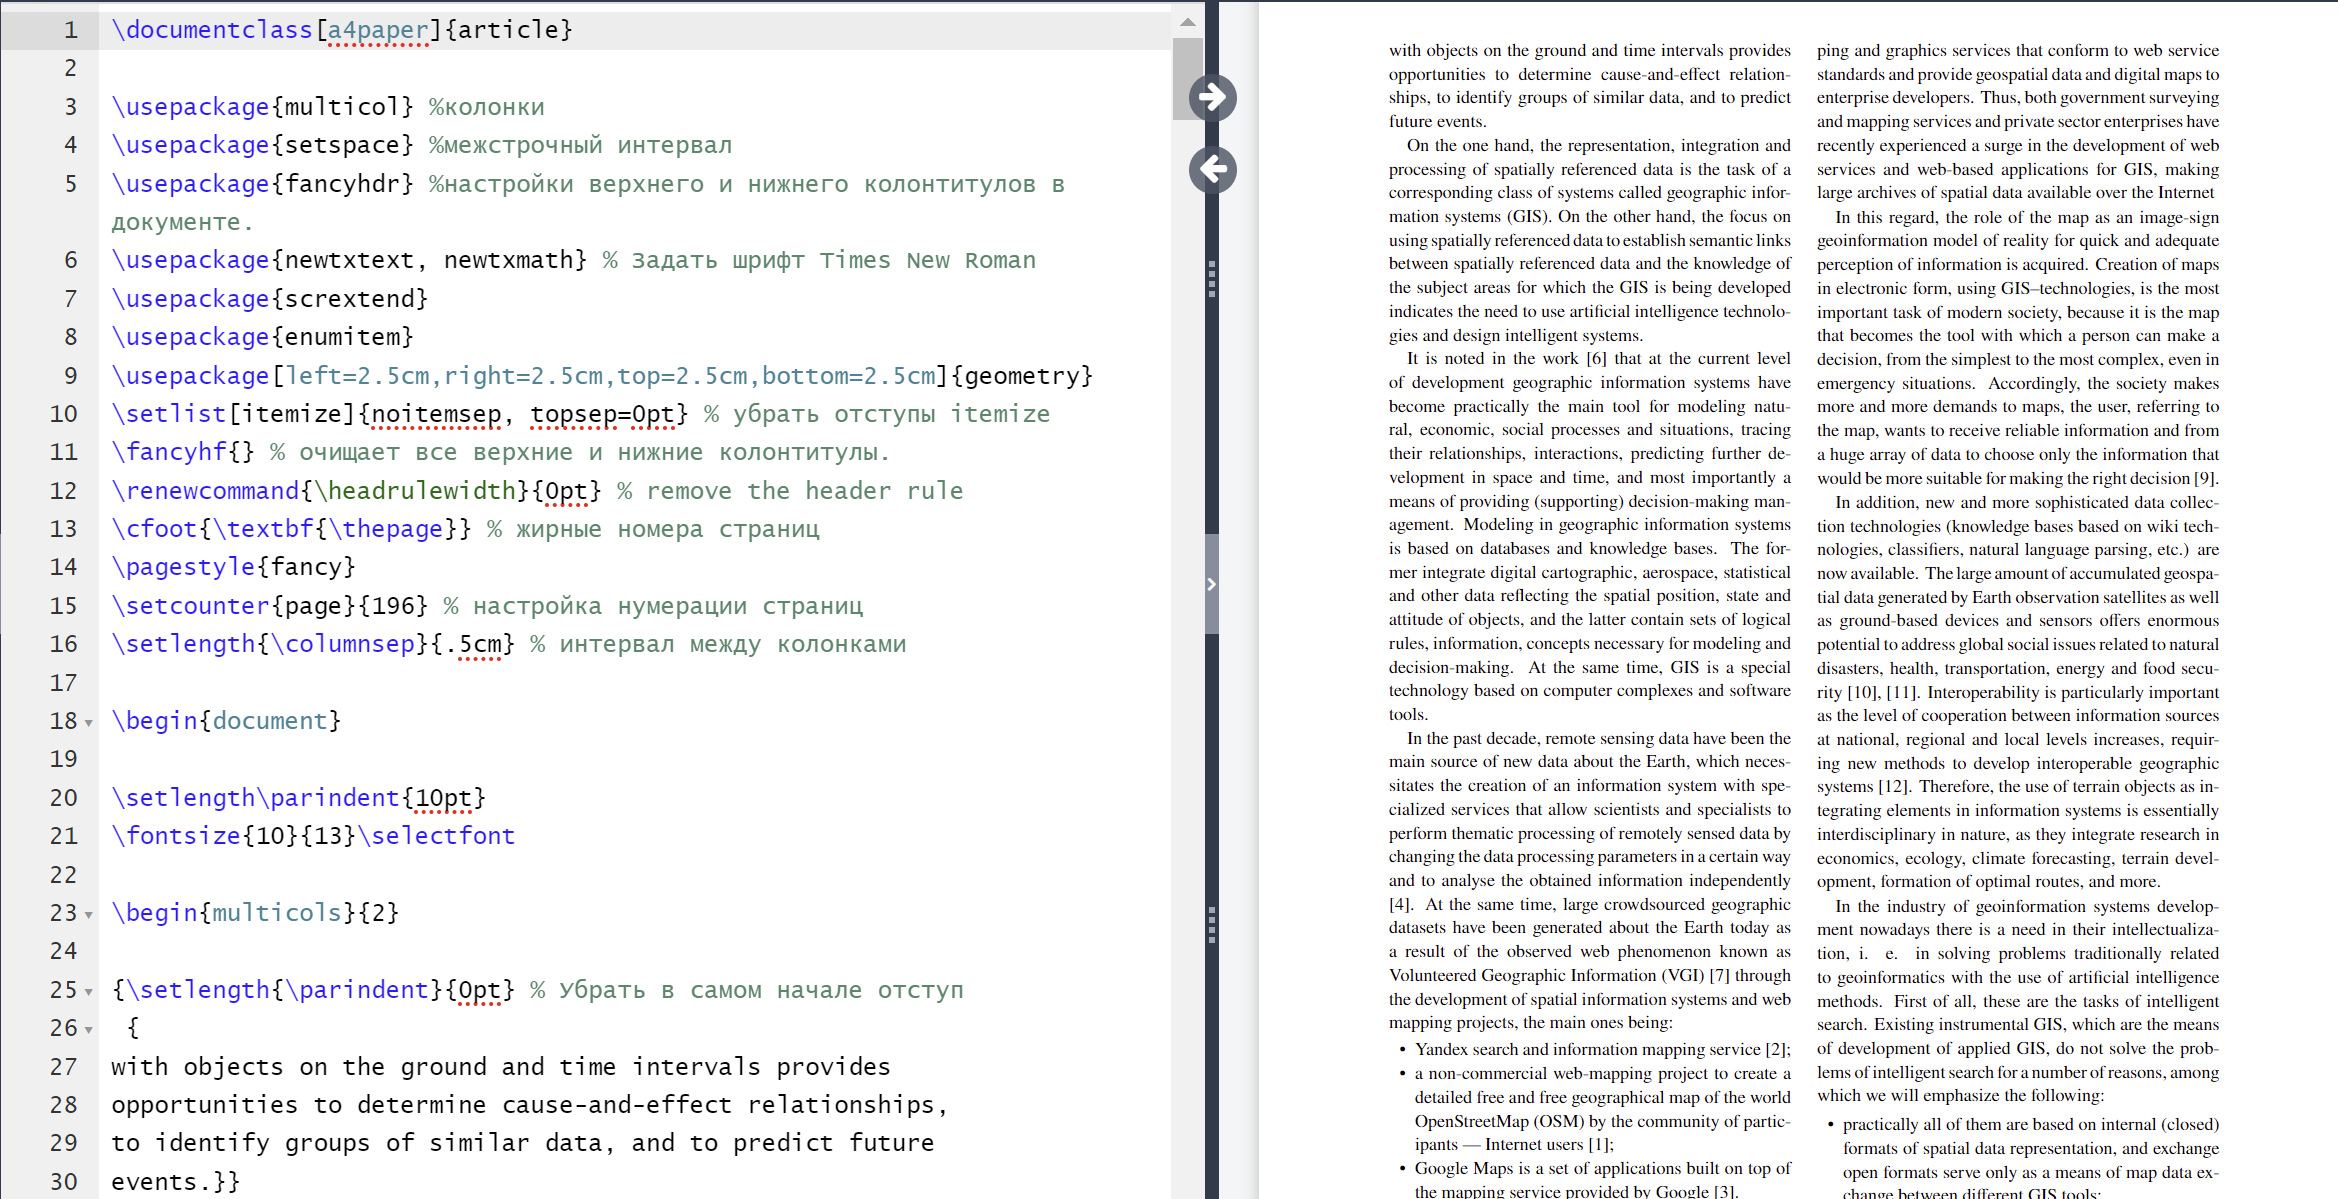 1 \documentclass[a4paper]{article}
2
3 \usepackage{multicol} %колонки
4 \usepackage{setspace} %межстрочный интервал
5 \usepackage{fancyhdr} %настройки верхнего и нижнего колонтитулов в
документе.
6 \usepackage{newtxtext, newtxmath} % Задать шрифт Times New Roman
7 \usepackage{scrextend}
8 \usepackage{enumitem}
9 \usepackage[left=2.5cm,right=2.5cm,top=2.5cm,bottom=2.5cm]{geometry}
10 \setlist[itemize]{noitemsep, topsep=0pt} % убрать отступы itemize
11 \fancyhf{} % очищает все верхние и нижние колонтитулы.
12 \renewcommand{\headrulewidth}{0pt} % remove the header rule
13 \cfoot{\textbf{\thepage}} % жирные номера страниц
14 \pagestyle{fancy}
15 \setcounter{page}{196} % настройка нумерации страниц
16 \setlength{\columnsep}{.5cm} % интервал между колонками
17
18 \begin{document}
19
20 \setlength\parindent{10pt}
21 \fontsize{10}{13}\selectfont
22
23 \begin{multicols}{2}
24
25 {\setlength{\parindent}{0pt} % Убрать в самом начале отступ
26 {
27 with objects on the ground and time intervals provides
28 opportunities to determine cause-and-effect relationships,
29 to identify groups of similar data, and to predict future
30 events.}}
with objects on the ground and time intervals provides
opportunities to determine cause-and-effect relation-
ships, to identify groups of similar data, and to predict
future events.
On the one hand, the representation, integration and
processing of spatially referenced data is the task of a
corresponding class of systems called geographic infor-
mation systems (GIS). On the other hand, the focus on
using spatially referenced data to establish semantic links
between spatially referenced data and the knowledge of
the subject areas for which the GIS is being developed
indicates the need to use artificial intelligence technolo-
gies and design intelligent systems.
It is noted in the work [6] that at the current level
of development geographic information systems have
become practically the main tool for modeling natu-
ral, economic, social processes and situations, tracing
their relationships, interactions, predicting further de-
velopment in space and time, and most importantly a
means of providing (supporting) decision-making man-
agement. Modeling in geographic information systems
is based on databases and knowledge bases. The for-
mer integrate digital cartographic, aerospace, statistical
and other data reflecting the spatial position, state and
attitude of objects, and the latter contain sets of logical
rules, information, concepts necessary for modeling and
decision-making. At the same time, GIS is a special
technology based on computer complexes and software
tools.
In the past decade, remote sensing data have been the
main source of new data about the Earth, which neces-
sitates the creation of an information system with spe-
cialized services that allow scientists and specialists to
perform thematic processing of remotely sensed data by
changing the data processing parameters in a certain way
and to analyse the obtained information independently
[4]. At the same time, large crowdsourced geographic
datasets have been generated about the Earth today as
a result of the observed web phenomenon known as
Volunteered Geographic Information (VGI) [7] through
the development of spatial information systems and web
mapping projects, the main ones being:
• Yandex search and information mapping service [2];
• a non-commercial web-mapping project to create a
detailed free and free geographical map of the world
OpenStreetMap (OSM) by the community of partic-
ipants — Internet users [1];
• Google Maps is a set of applications built on top of
the mapping service provided by Google [3].
ping and graphics services that conform to web service
standards and provide geospatial data and digital maps to
enterprise developers. Thus, both government surveying
and mapping services and private sector enterprises have
recently experienced a surge in the development of web
services and web-based applications for GIS, making
large archives of spatial data available over the Internet
In this regard, the role of the map as an image-sign
geoinformation model of reality for quick and adequate
perception of information is acquired. Creation of maps
in electronic form, using GIS–technologies, is the most
important task of modern society, because it is the map
that becomes the tool with which a person can make a
decision, from the simplest to the most complex, even in
emergency situations. Accordingly, the society makes
more and more demands to maps, the user, referring to
the map, wants to receive reliable information and from
a huge array of data to choose only the information that
would be more suitable for making the right decision [9].
In addition, new and more sophisticated data collec-
tion technologies (knowledge bases based on wiki tech-
nologies, classifiers, natural language parsing, etc.) are
now available. The large amount of accumulated geospa-
tial data generated by Earth observation satellites as well
as ground-based devices and sensors offers enormous
potential to address global social issues related to natural
disasters, health, transportation, energy and food secu-
rity [10], [11]. Interoperability is particularly important
as the level of cooperation between information sources
at national, regional and local levels increases, requir-
ing new methods to develop interoperable geographic
systems [12]. Therefore, the use of terrain objects as in-
tegrating elements in information systems is essentially
interdisciplinary in nature, as they integrate research in
economics, ecology, climate forecasting, terrain devel-
opment, formation of optimal routes, and more.
In the industry of geoinformation systems develop-
ment nowadays there is a need in their intellectualiza-
tion, i. e. in solving problems traditionally related
to geoinformatics with the use of artificial intelligence
methods. First of all, these are the tasks of intelligent
search. Existing instrumental GIS, which are the means
of development of applied GIS, do not solve the prob-
lems of intelligent search for a number of reasons, among
which we will emphasize the following:
• practically all of them are based on internal (closed)
formats of spatial data representation, and exchange
open formats serve only as a means of map data ex-
change between different GIS tools;